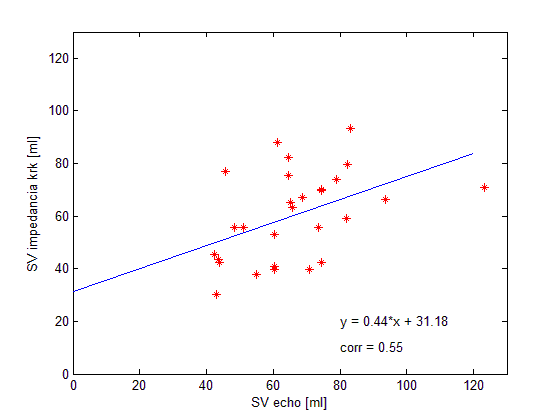 SV impedancia krk [ml]
120
100
80
60
40
20
0
y = 0.44*x + 31.18
corr = 0.55
0 20 40 60 80 100 120
SV echo [ml]